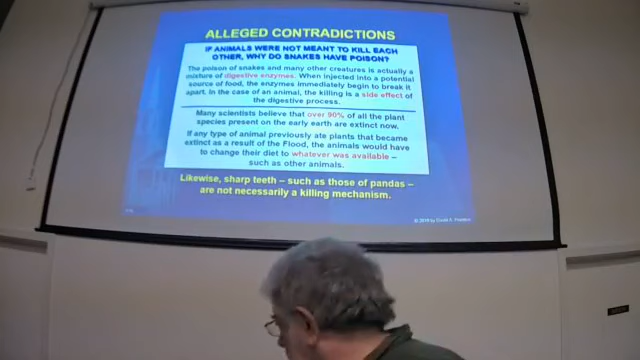 ALLEGED CONTRADICTIONS
IF ANIMALS WERE NOT MEANT TO KILL EACH
OTHER, WHY DO SNAKES HAVE POISON?
The poison of snakes and many other creatures is actually a
mixture of digestive enzymes. When injected into a potential
source of food, the enzymes immediately begin to break it
apart. In the case of an animal, the killing is a side effect of
the digestive process.
Many scientists believe that over 90% of all the plant
species present on the early earth are extinct now.
If any type of animal previously ate plants that became
extinct as a result of the Flood, the animals would have
to change their diet to whatever was available –
such as other animals.
Likewise, sharp teeth – such as those of pandas –
are not necessarily a killing mechanism.